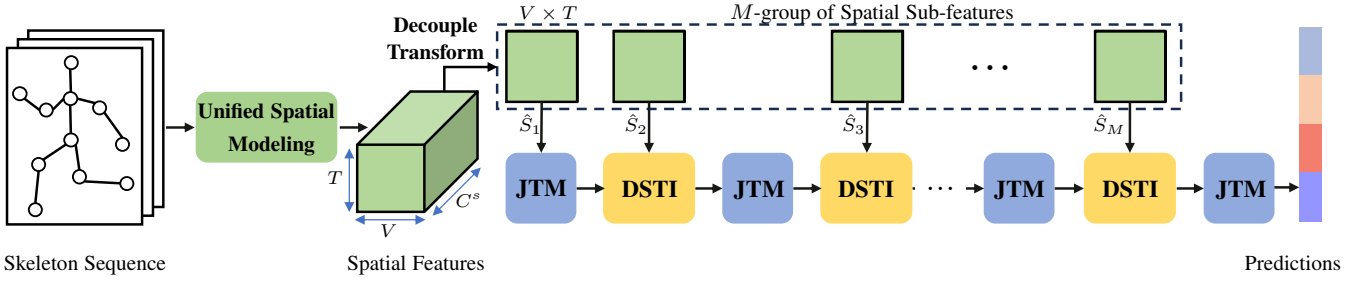 Decouple
Transform
V × T
M-group of Spatial Sub-features
...
Unified Spatial
Modeling
Ŝ₁
Ŝ₂
Ŝ₃
Ŝ_M
T
V
Cˢ
JTM
DSTI
JTM
DSTI
...
JTM
DSTI
JTM
Skeleton Sequence
Spatial Features
Predictions